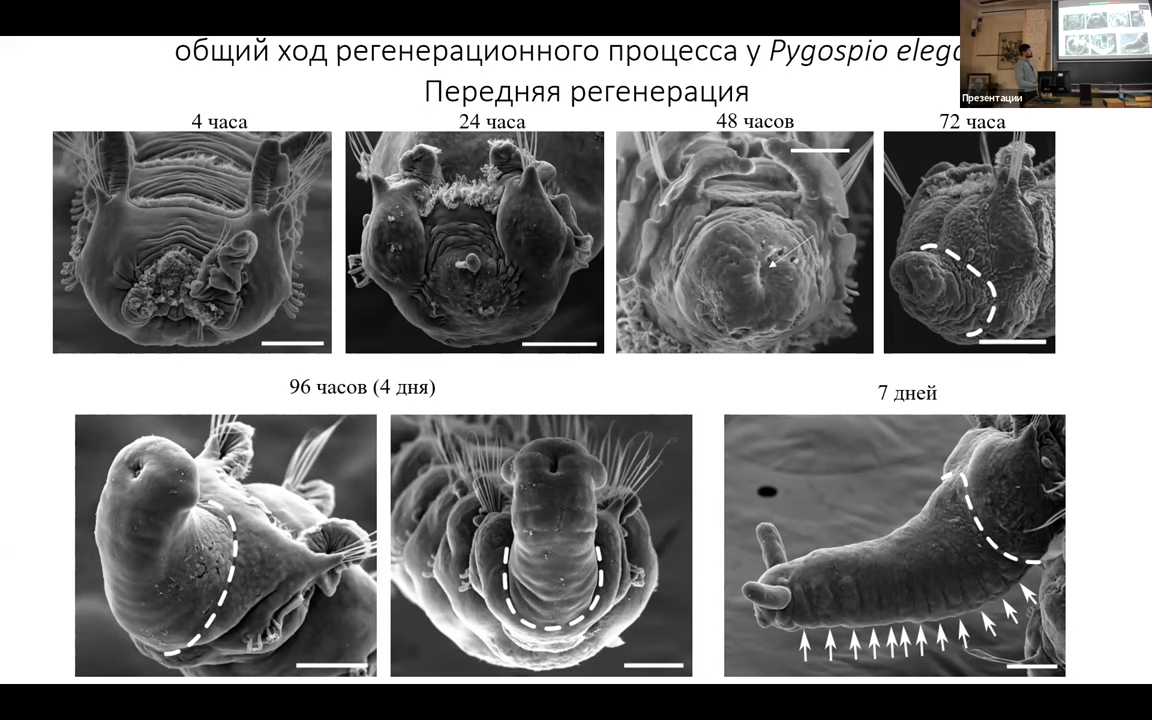 общий ход регенерационного процесса у Pygospio
Передняя регенерация
Презентации
4 часа
24 часа
48 часов
72 часа
96 часов (4 дня)
7 дней